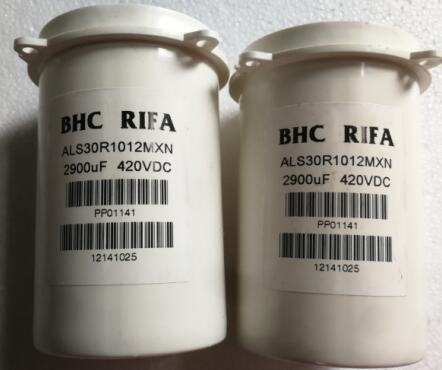 BHC RIFA
ALS30R1012MXN
2900uF 420VDC
PP01141
12141025
BHC RIFA
ALS30R1012MXN
2900uF 420VDC
PP01141
12141025